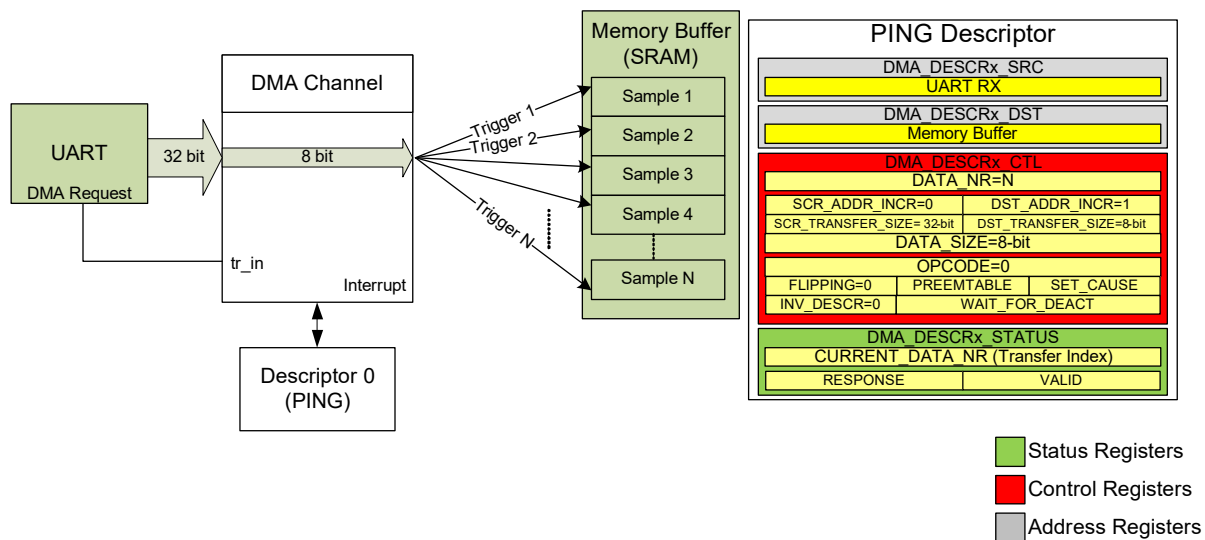 UART
DMA Request
32 bit
DMA Channel
8 bit
tr_in
Interrupt
Descriptor 0
(PING)
Trigger 1
Trigger 2
Trigger N
Memory Buffer
(SRAM)
Sample 1
Sample 2
Sample 3
Sample 4
Sample N
PING Descriptor
DMA_DESCRx_SRC
UART RX
DMA_DESCRx_DST
Memory Buffer
DMA_DESCRx_CTL
DATA_NR=N
SCR_ADDR_INCR=0 DST_ADDR_INCR=1
SCR_TRANSFER_SIZE= 32-bit DST_TRANSFER_SIZE=8-bit
DATA_SIZE=8-bit
OPCODE=0
FLIPPING=0 PREEMTABLE SET_CAUSE
INV_DESCR=0 WAIT_FOR_DEACT
DMA_DESCRx_STATUS
CURRENT_DATA_NR (Transfer Index)
RESPONSE VALID
Status Registers
Control Registers
Address Registers